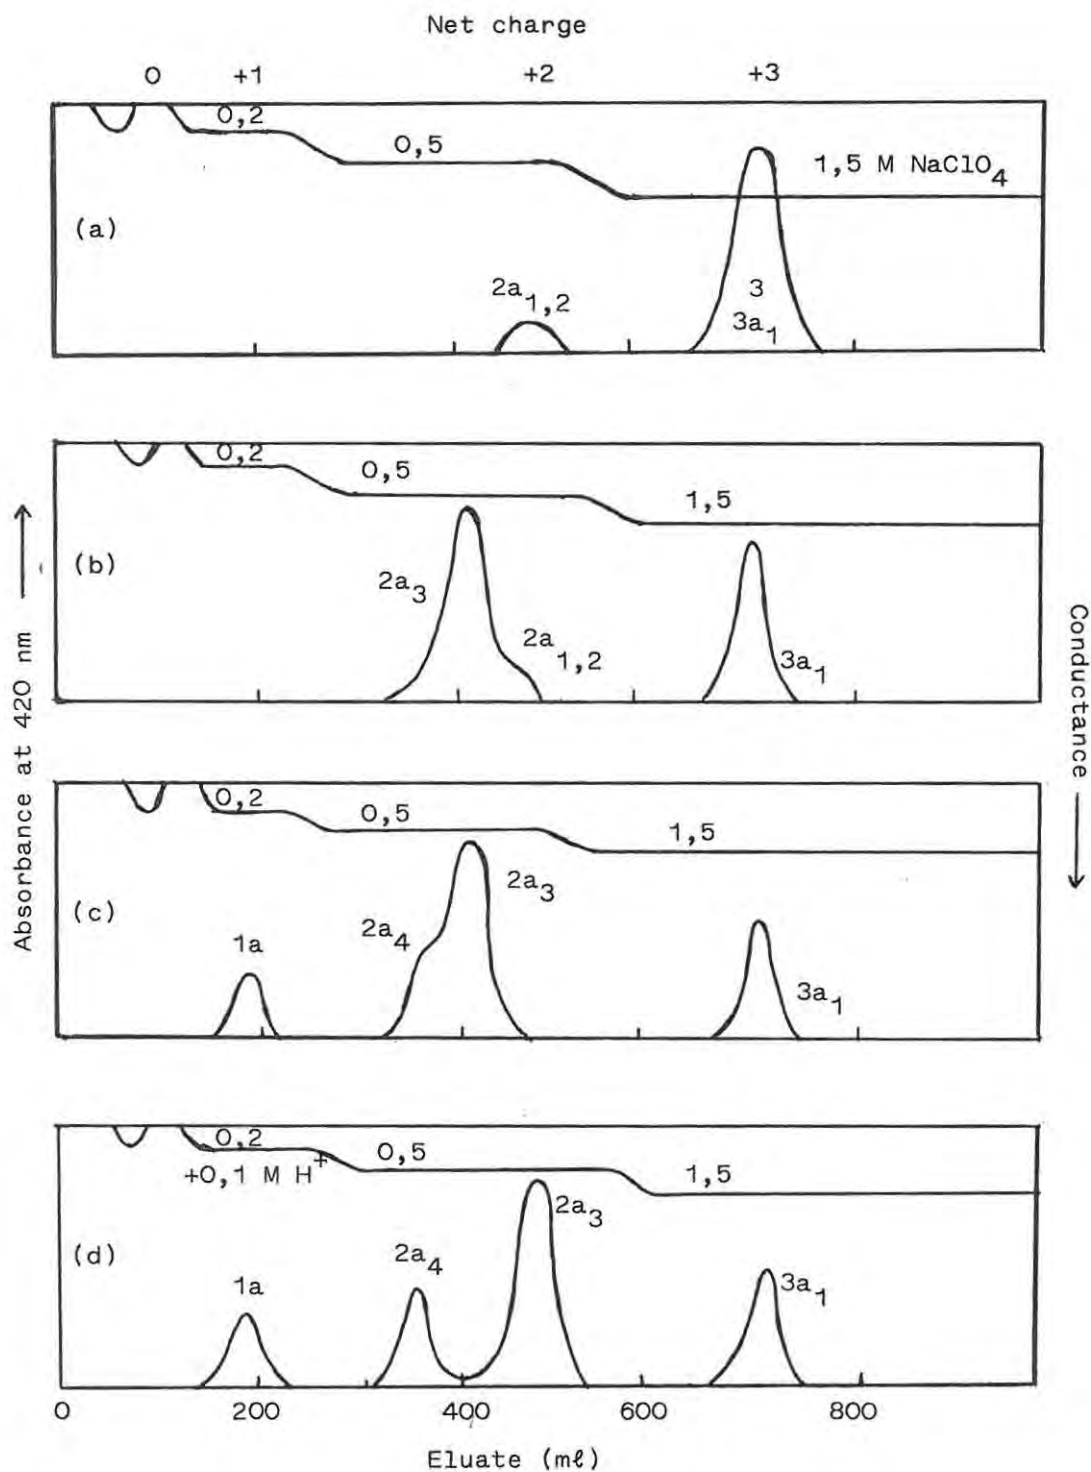 Net charge
0 +1 +2 +3
0,2
0,5
1,5 M NaClO4
(a)
2a1,2
3
3a1
0,2
0,5
1,5
(b)
2a3
2a1,2
3a1
0,2
0,5
1,5
(c)
1a
2a4
2a3
3a1
0,2
+0,1 M H+
0,5
1,5
(d)
1a
2a4
2a3
3a1
0 200 400 600 800
Eluate (mℓ)
Absorbance at 420 nm
Conductance